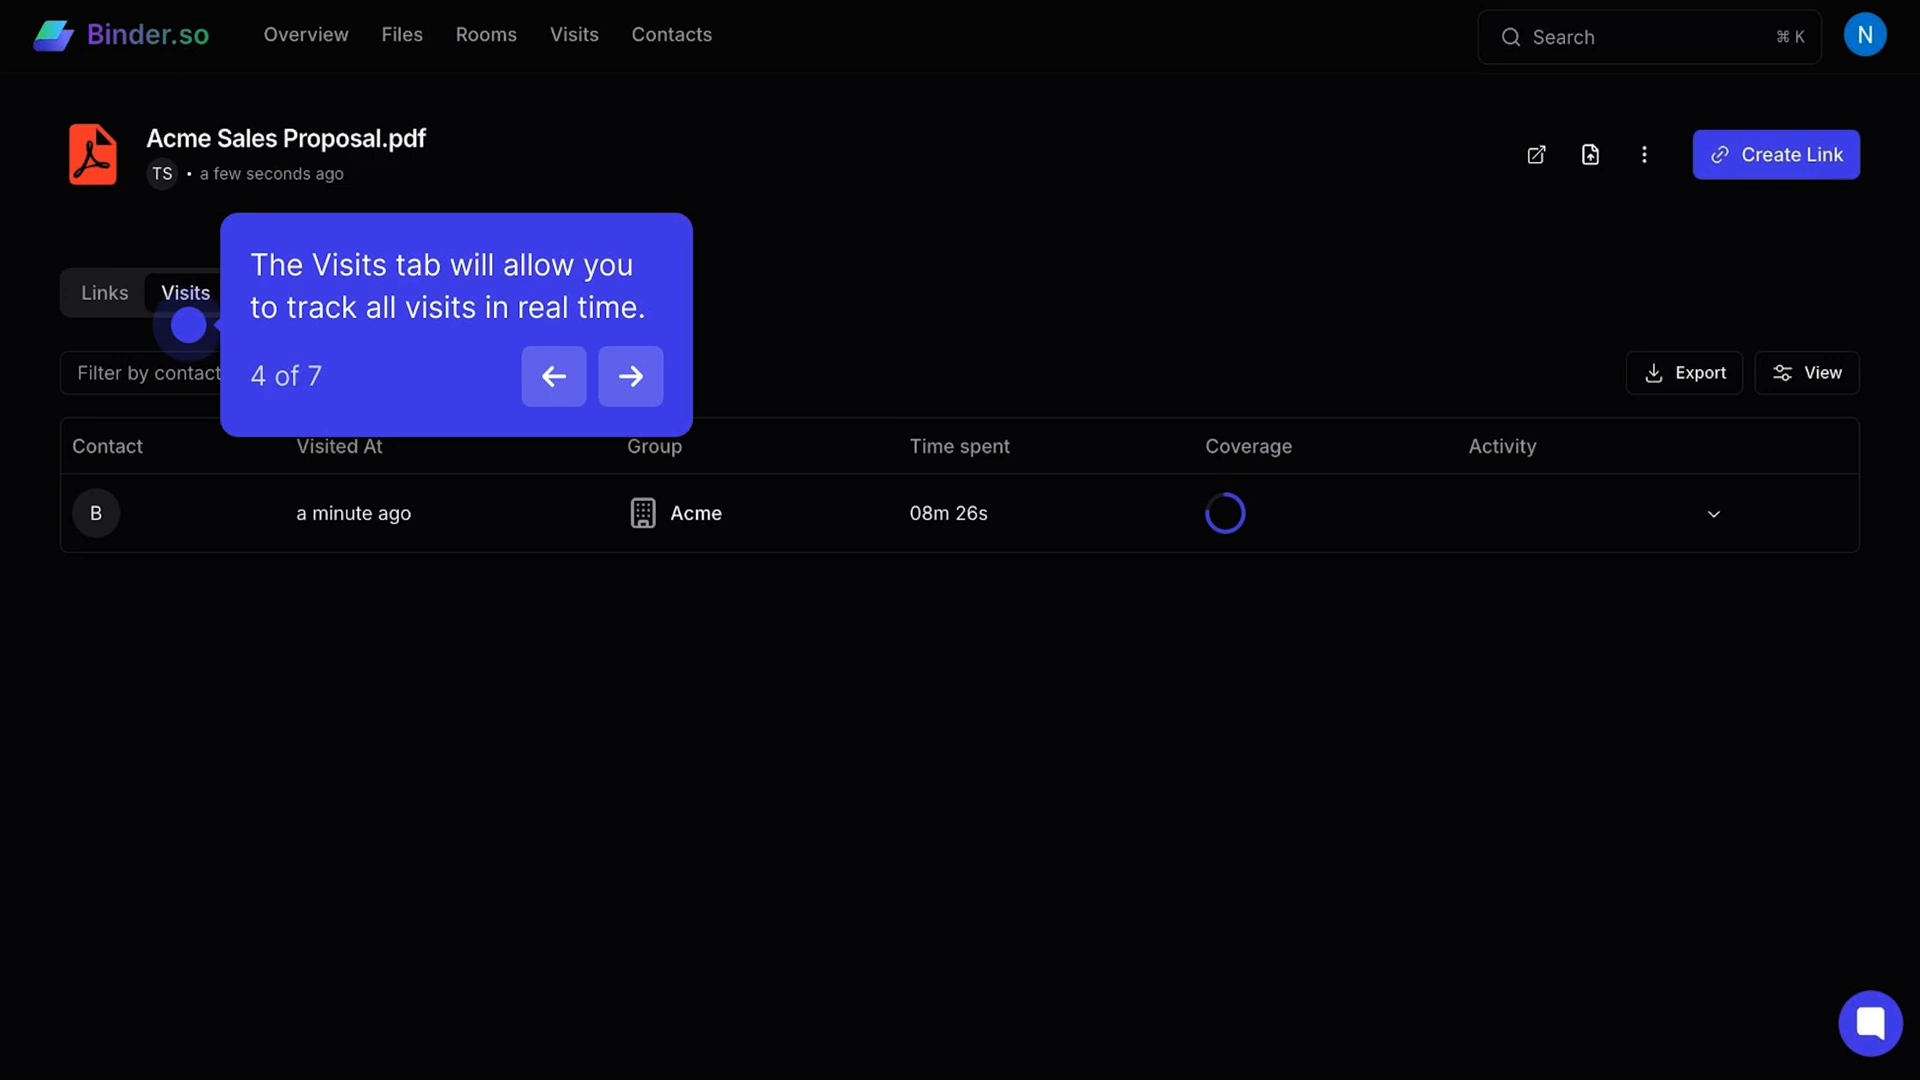 Binder.so
Overview
Files
Rooms
Visits
Contacts
Search
⌘ K
N
Acme Sales Proposal.pdf
TS • a few seconds ago
Create Link
The Visits tab will allow you
to track all visits in real time.
4 of 7
Links
Visits
Filter by contact
Export
View
Contact
Visited At
Group
Time spent
Coverage
Activity
B
a minute ago
Acme
08m 26s